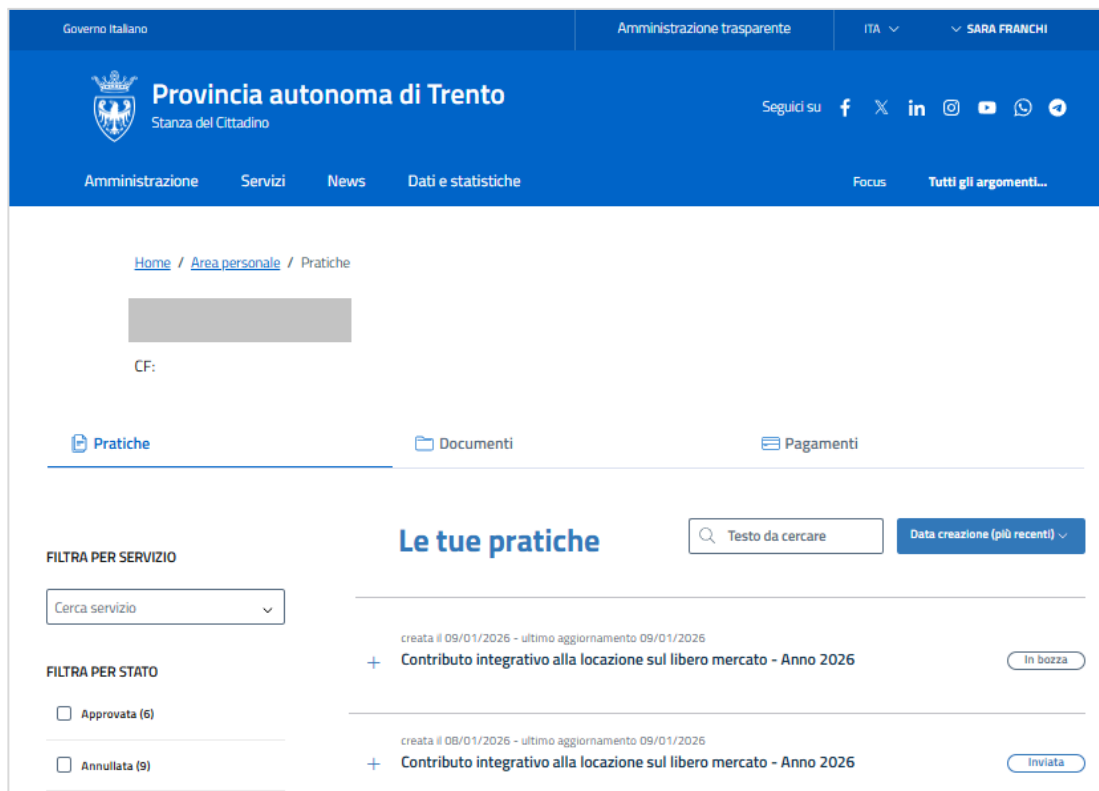 Governo Italiano
Amministrazione trasparente
ITA
SARA FRANCHI
Provincia autonoma di Trento
Stanza del Cittadino
Seguici su
Amministrazione Servizi News Dati e statistiche
Focus Tutti gli argomenti...
Home / Area personale / Pratiche
CF:
Pratiche
Documenti
Pagamenti
FILTRA PER SERVIZIO
Cerca servizio
FILTRA PER STATO
Approvata (6)
Annullata (9)
Le tue pratiche
Testo da cercare
Data creazione (più recenti)
creata il 09/01/2026 - ultimo aggiornamento 09/01/2026
Contributo integrativo alla locazione sul libero mercato - Anno 2026
In bozza
creata il 08/01/2026 - ultimo aggiornamento 09/01/2026
Contributo integrativo alla locazione sul libero mercato - Anno 2026
Inviata